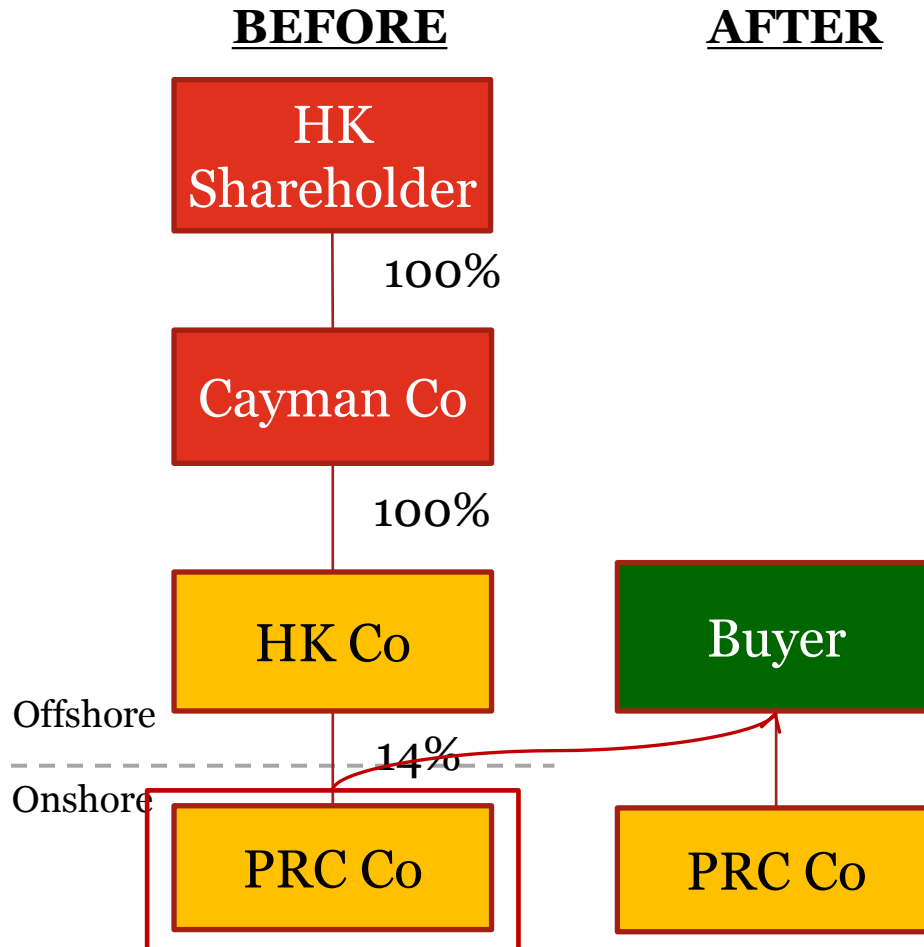 BEFORE
AFTER
HK
Shareholder
100%
Cayman Co
100%
HK Co
Buyer
Offshore
14%
Onshore
PRC Co
PRC Co